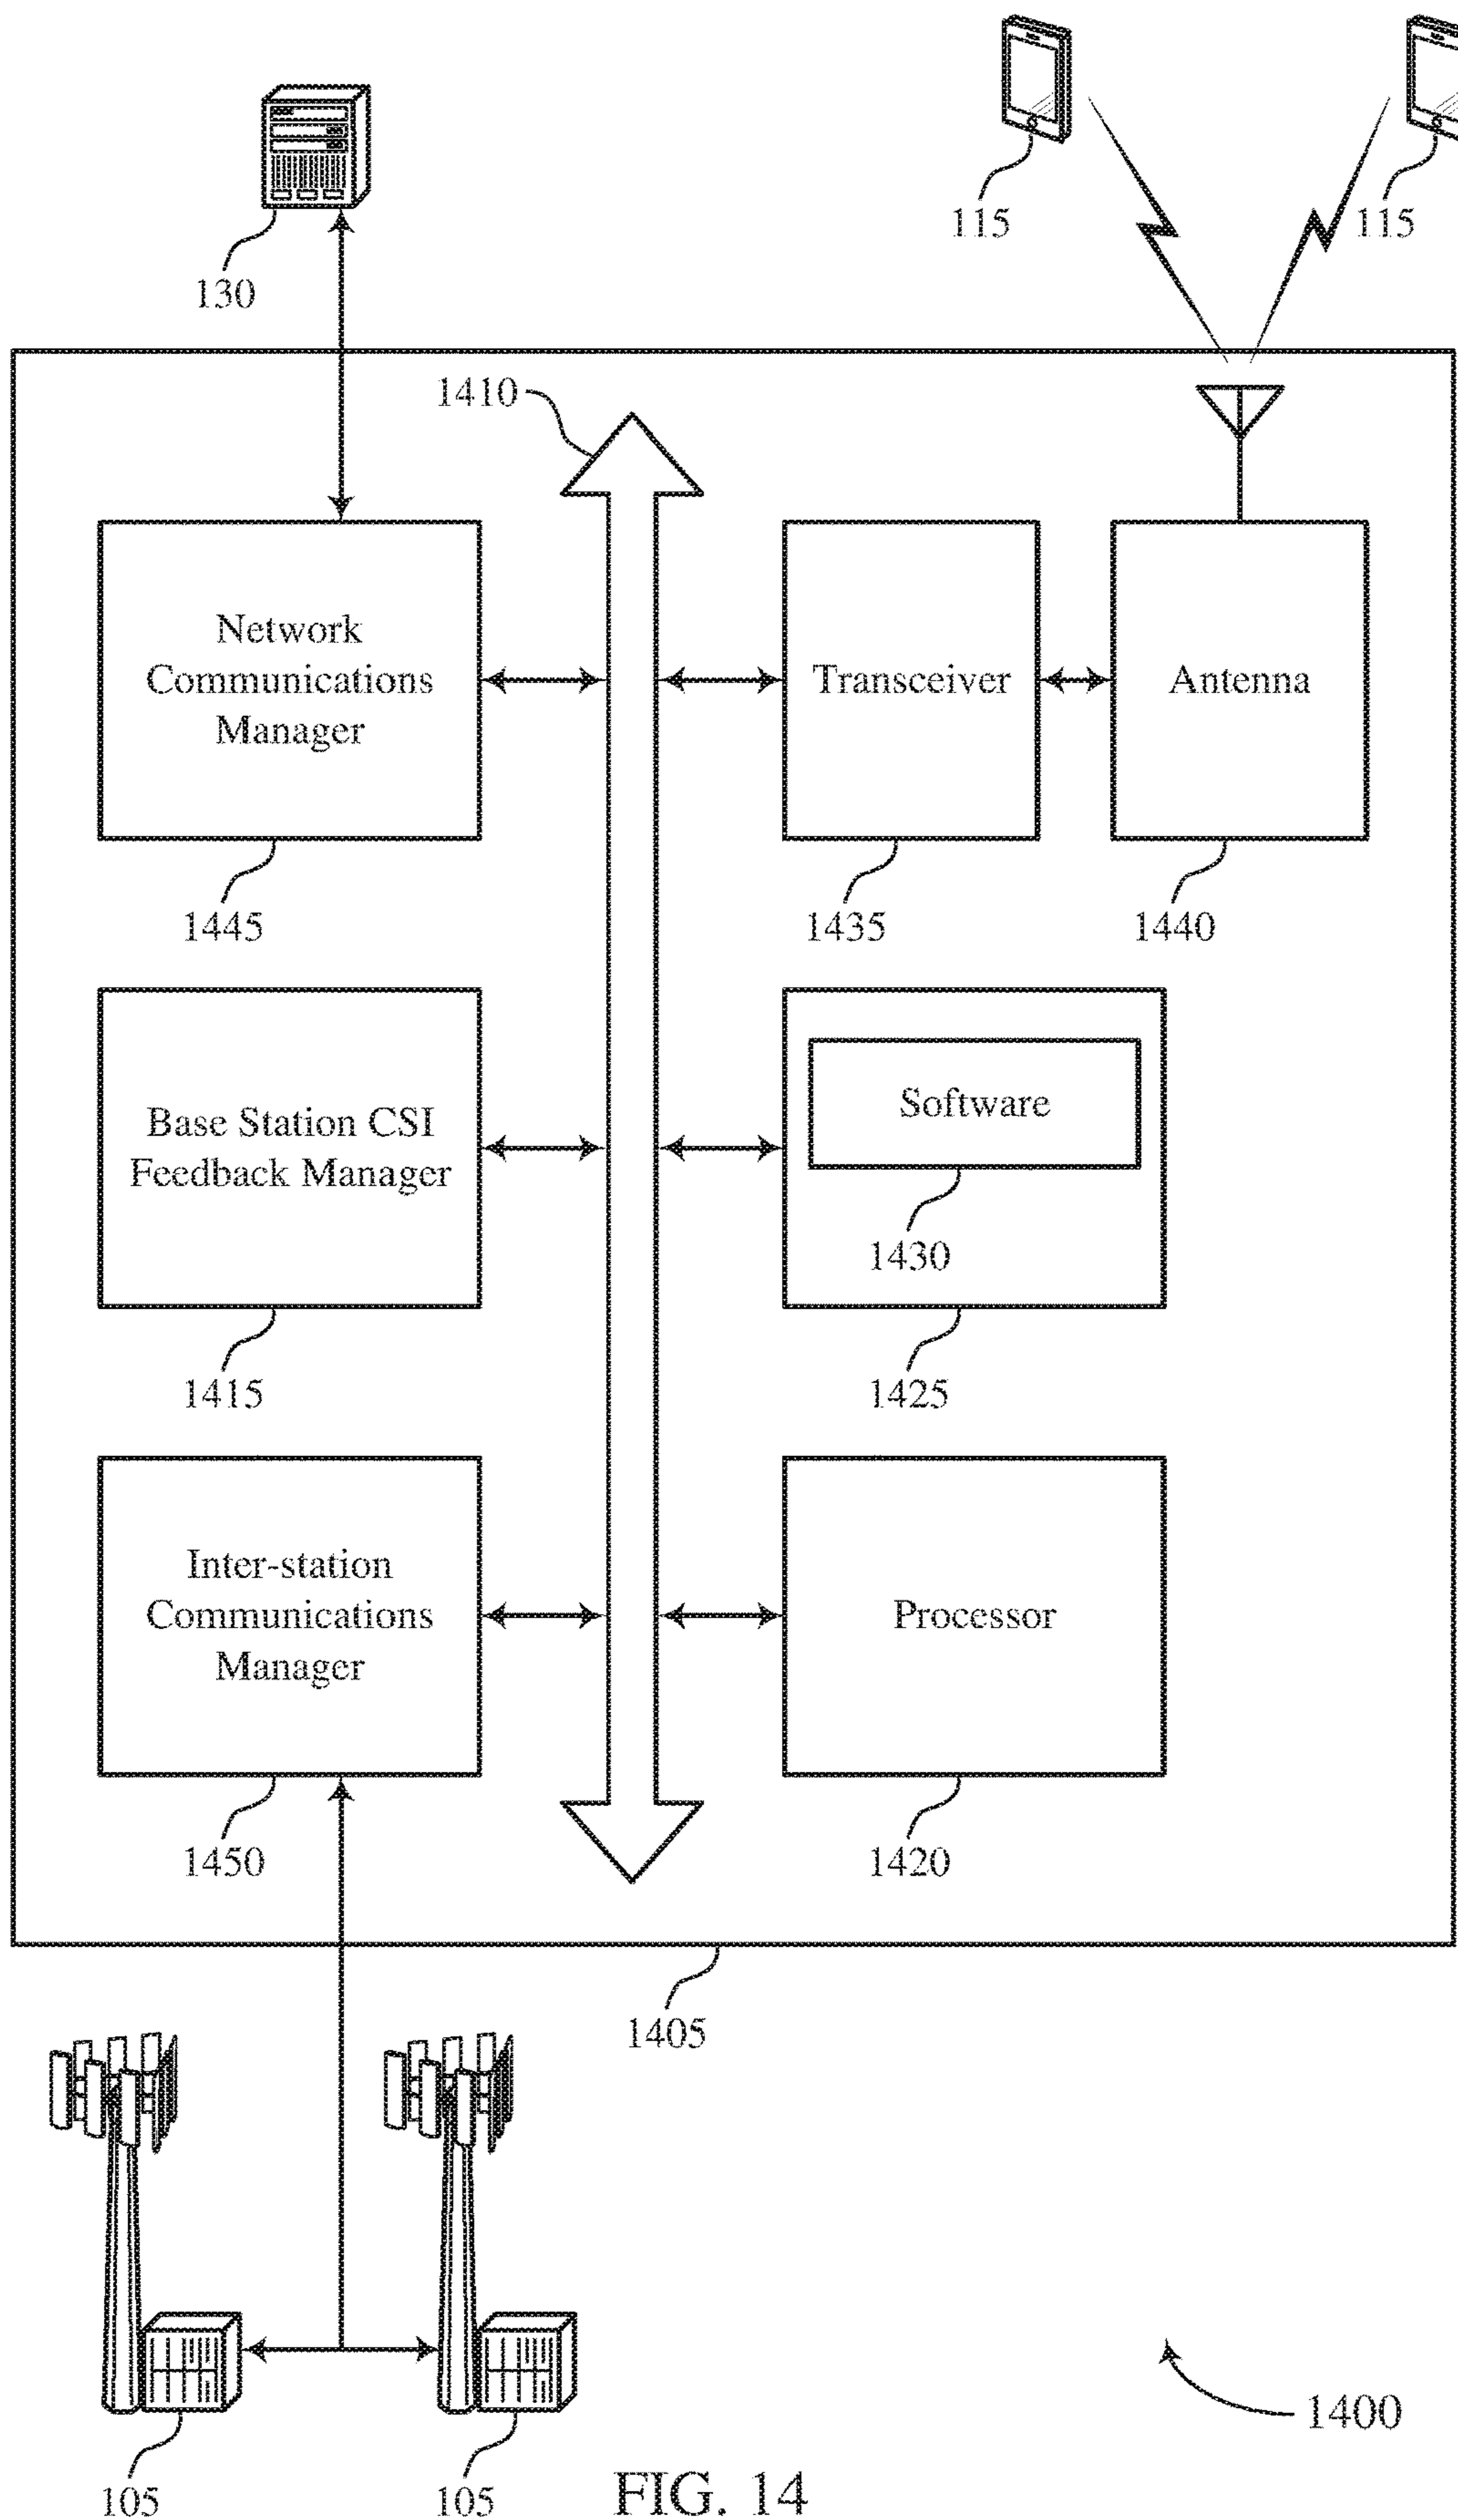 115
115
130
1410
Network
Communications
Manager
Transceiver
Antenna
1445
1435
1440
Base Station CSI
Feedback Manager
Software
1430
1415
1425
Inter-station
Communications
Manager
Processor
1450
1420
1405
1400
105
105
FIG. 14